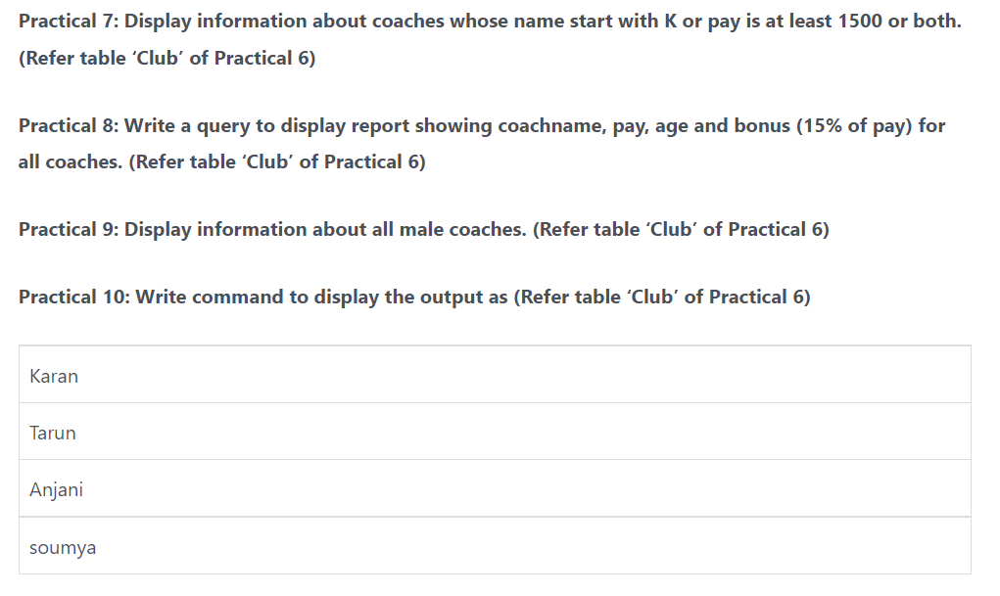 Practical 7: Display information about coaches whose name start with K or pay is at least 1500 or both.
(Refer table ‘Club’ of Practical 6)
Practical 8: Write a query to display report showing coachname, pay, age and bonus (15% of pay) for
all coaches. (Refer table ‘Club’ of Practical 6)
Practical 9: Display information about all male coaches. (Refer table ‘Club’ of Practical 6)
Practical 10: Write command to display the output as (Refer table ‘Club’ of Practical 6)
Karan
Tarun
Anjani
soumya